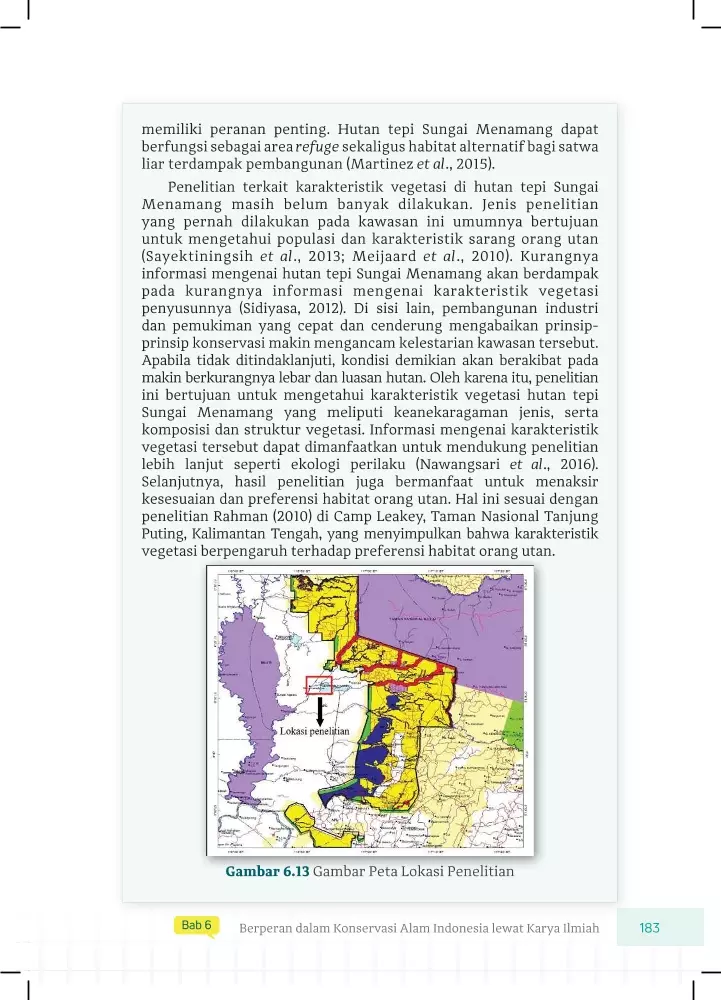 memiliki peranan penting. Hutan tepi Sungai Menamang dapat
berfungsi sebagai area refuge sekaligus habitat alternatif bagi satwa
liar terdampak pembangunan (Martinez et al., 2015).
Penelitian terkait karakteristik vegetasi di hutan tepi Sungai
Menamang masih belum banyak dilakukan. Jenis penelitian
yang pernah dilakukan pada kawasan ini umumnya bertujuan
untuk mengetahui populasi dan karakteristik sarang orang utan
(Sayektiningsih et al., 2013; Meijaard et al., 2010). Kurangnya
informasi mengenai hutan tepi Sungai Menamang akan berdampak
pada kurangnya informasi mengenai karakteristik vegetasi
penyusunnya (Sidiyasa, 2012). Di sisi lain, pembangunan industri
dan pemukiman yang cepat dan cenderung mengabaikan prinsip-
prinsip konservasi makin mengancam kelestarian kawasan tersebut.
Apabila tidak ditindaklanjuti, kondisi demikian akan berakibat pada
makin berkurangnya lebar dan luasan hutan. Oleh karena itu, penelitian
ini bertujuan untuk mengetahui karakteristik vegetasi hutan tepi
Sungai Menamang yang meliputi keanekaragaman jenis, serta
komposisi dan struktur vegetasi. Informasi mengenai karakteristik
vegetasi tersebut dapat dimanfaatkan untuk mendukung penelitian
lebih lanjut seperti ekologi perilaku (Nawangsari et al., 2016).
Selanjutnya, hasil penelitian juga bermanfaat untuk menaksir
kesesuaian dan preferensi habitat orang utan. Hal ini sesuai dengan
penelitian Rahman (2010) di Camp Leakey, Taman Nasional Tanjung
Puting, Kalimantan Tengah, yang menyimpulkan bahwa karakteristik
vegetasi berpengaruh terhadap preferensi habitat orang utan.
Lokasi penelitian
Gambar 6.13 Gambar Peta Lokasi Penelitian
Bab 6 Berperan dalam Konservasi Alam Indonesia lewat Karya Ilmiah 183